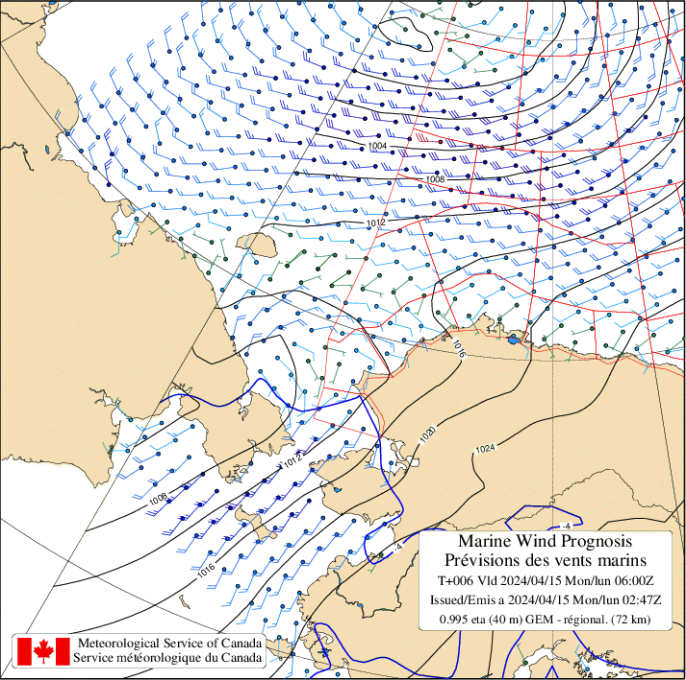 1004
1008
1012
1016
1020
1024
1012
1008
1016
-4
-4
Marine Wind Prognosis
Prévisions des vents marins
T+006 Vld 2024/04/15 Mon/lun 06:00Z
Issued/Emis a 2024/04/15 Mon/lun 02:47Z
0.995 eta (40 m) GEM - régional. (72 km)
Meteorological Service of Canada
Service météorologique du Canada